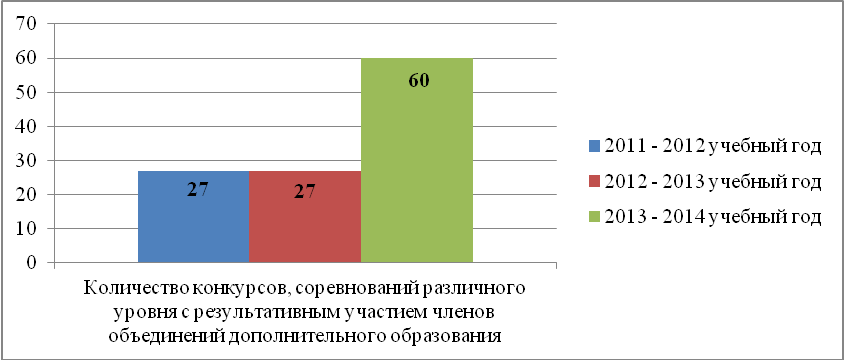 70
60
50
40
30
20
10
0
27
27
60
Количество конкурсов, соревнований различного
уровня с результативным участием членов
объединений дополнительного образования
2011 - 2012 учебный год
2012 - 2013 учебный год
2013 - 2014 учебный год